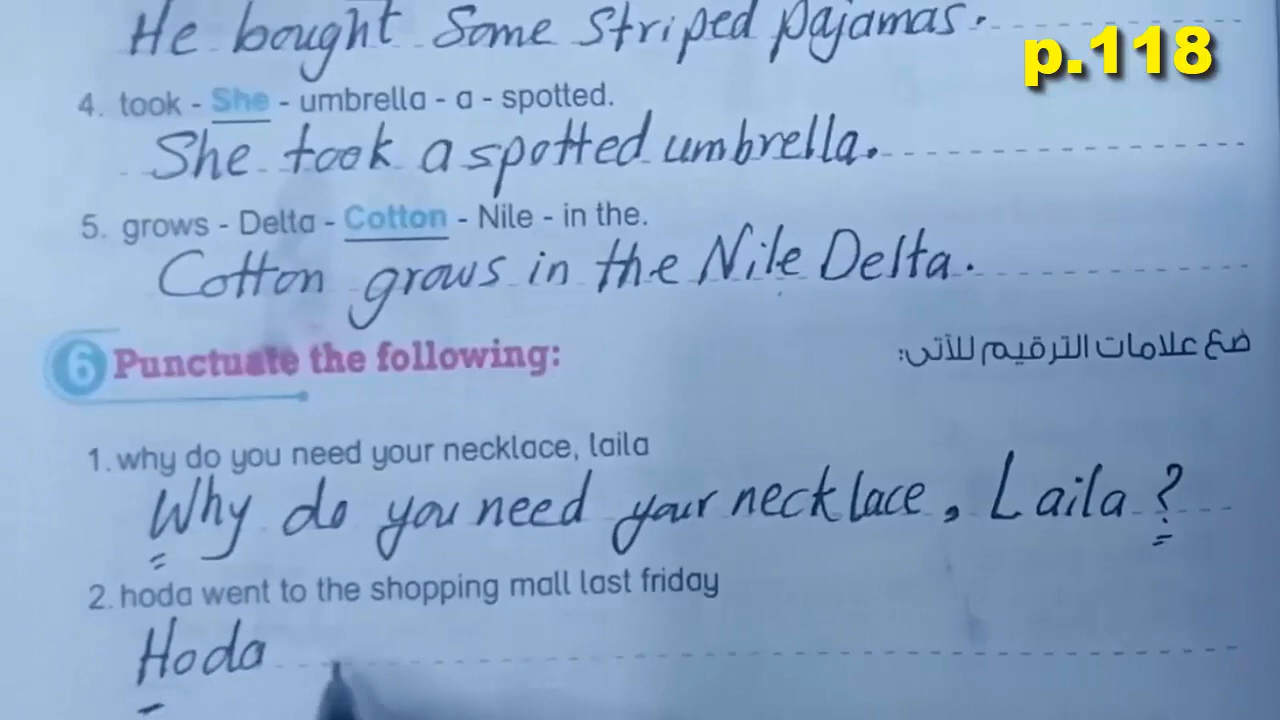 He bought Some Striped pajamas.
p.118
4. took - She - umbrella - a - spotted.
She took a spotted umbrella.
5. grows - Delta - Cotton - Nile - in the.
Cotton grows in the Nile Delta.
6 Punctuate the following: ضع علامات الترقيم للآتى:
1. why do you need your necklace, laila
Why do you need your necklace, Laila?
2. hoda went to the shopping mall last friday
Hoda